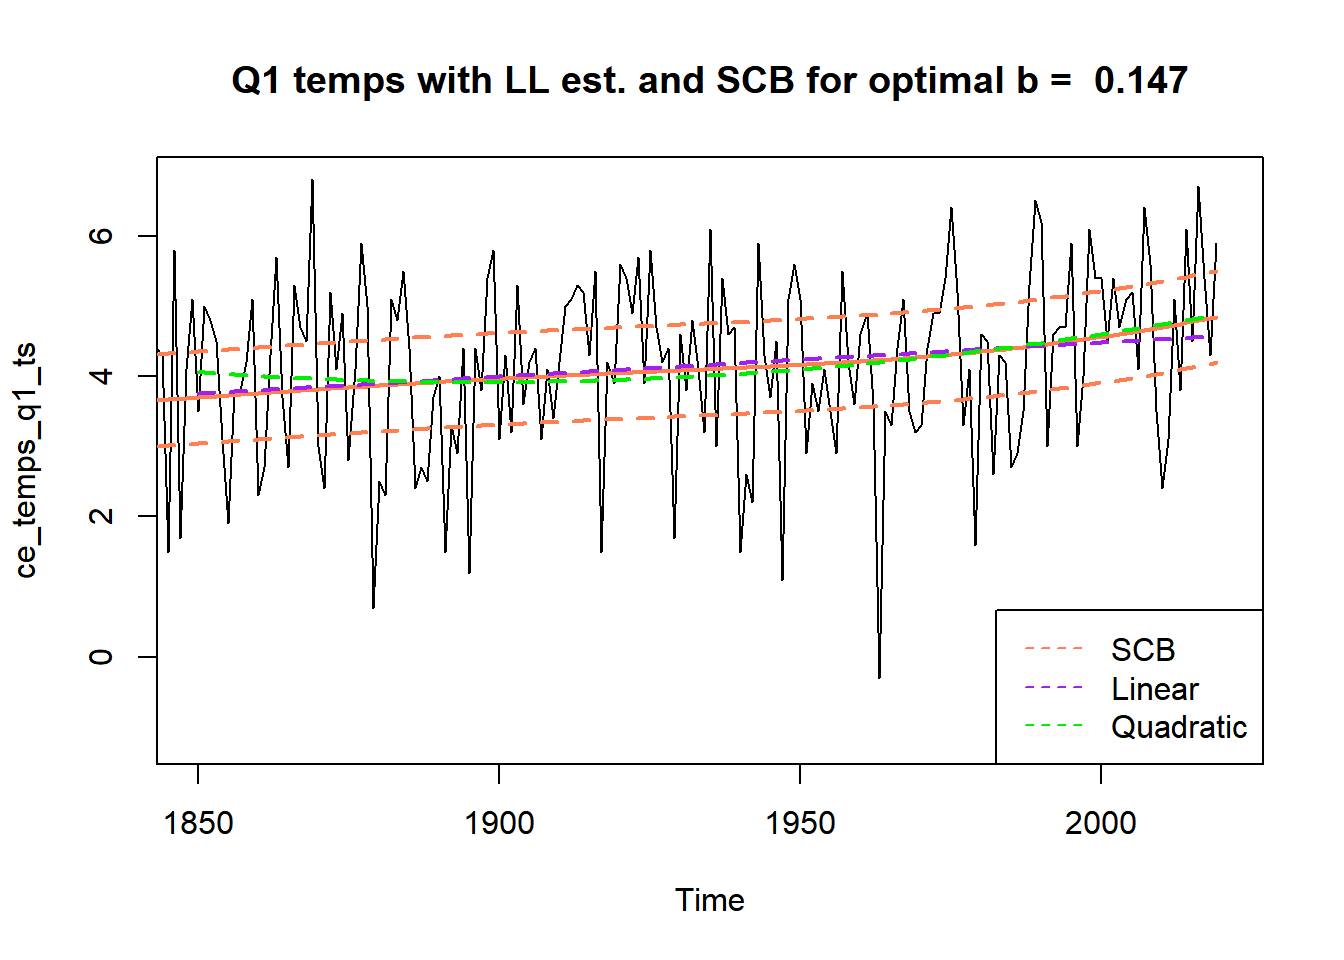 Q1 temps with LL est. and SCB for optimal b =  0.147
ce_temps_q1_ts
6
4
2
0
SCB
Linear
Quadratic
1850 1900 1950 2000
Time